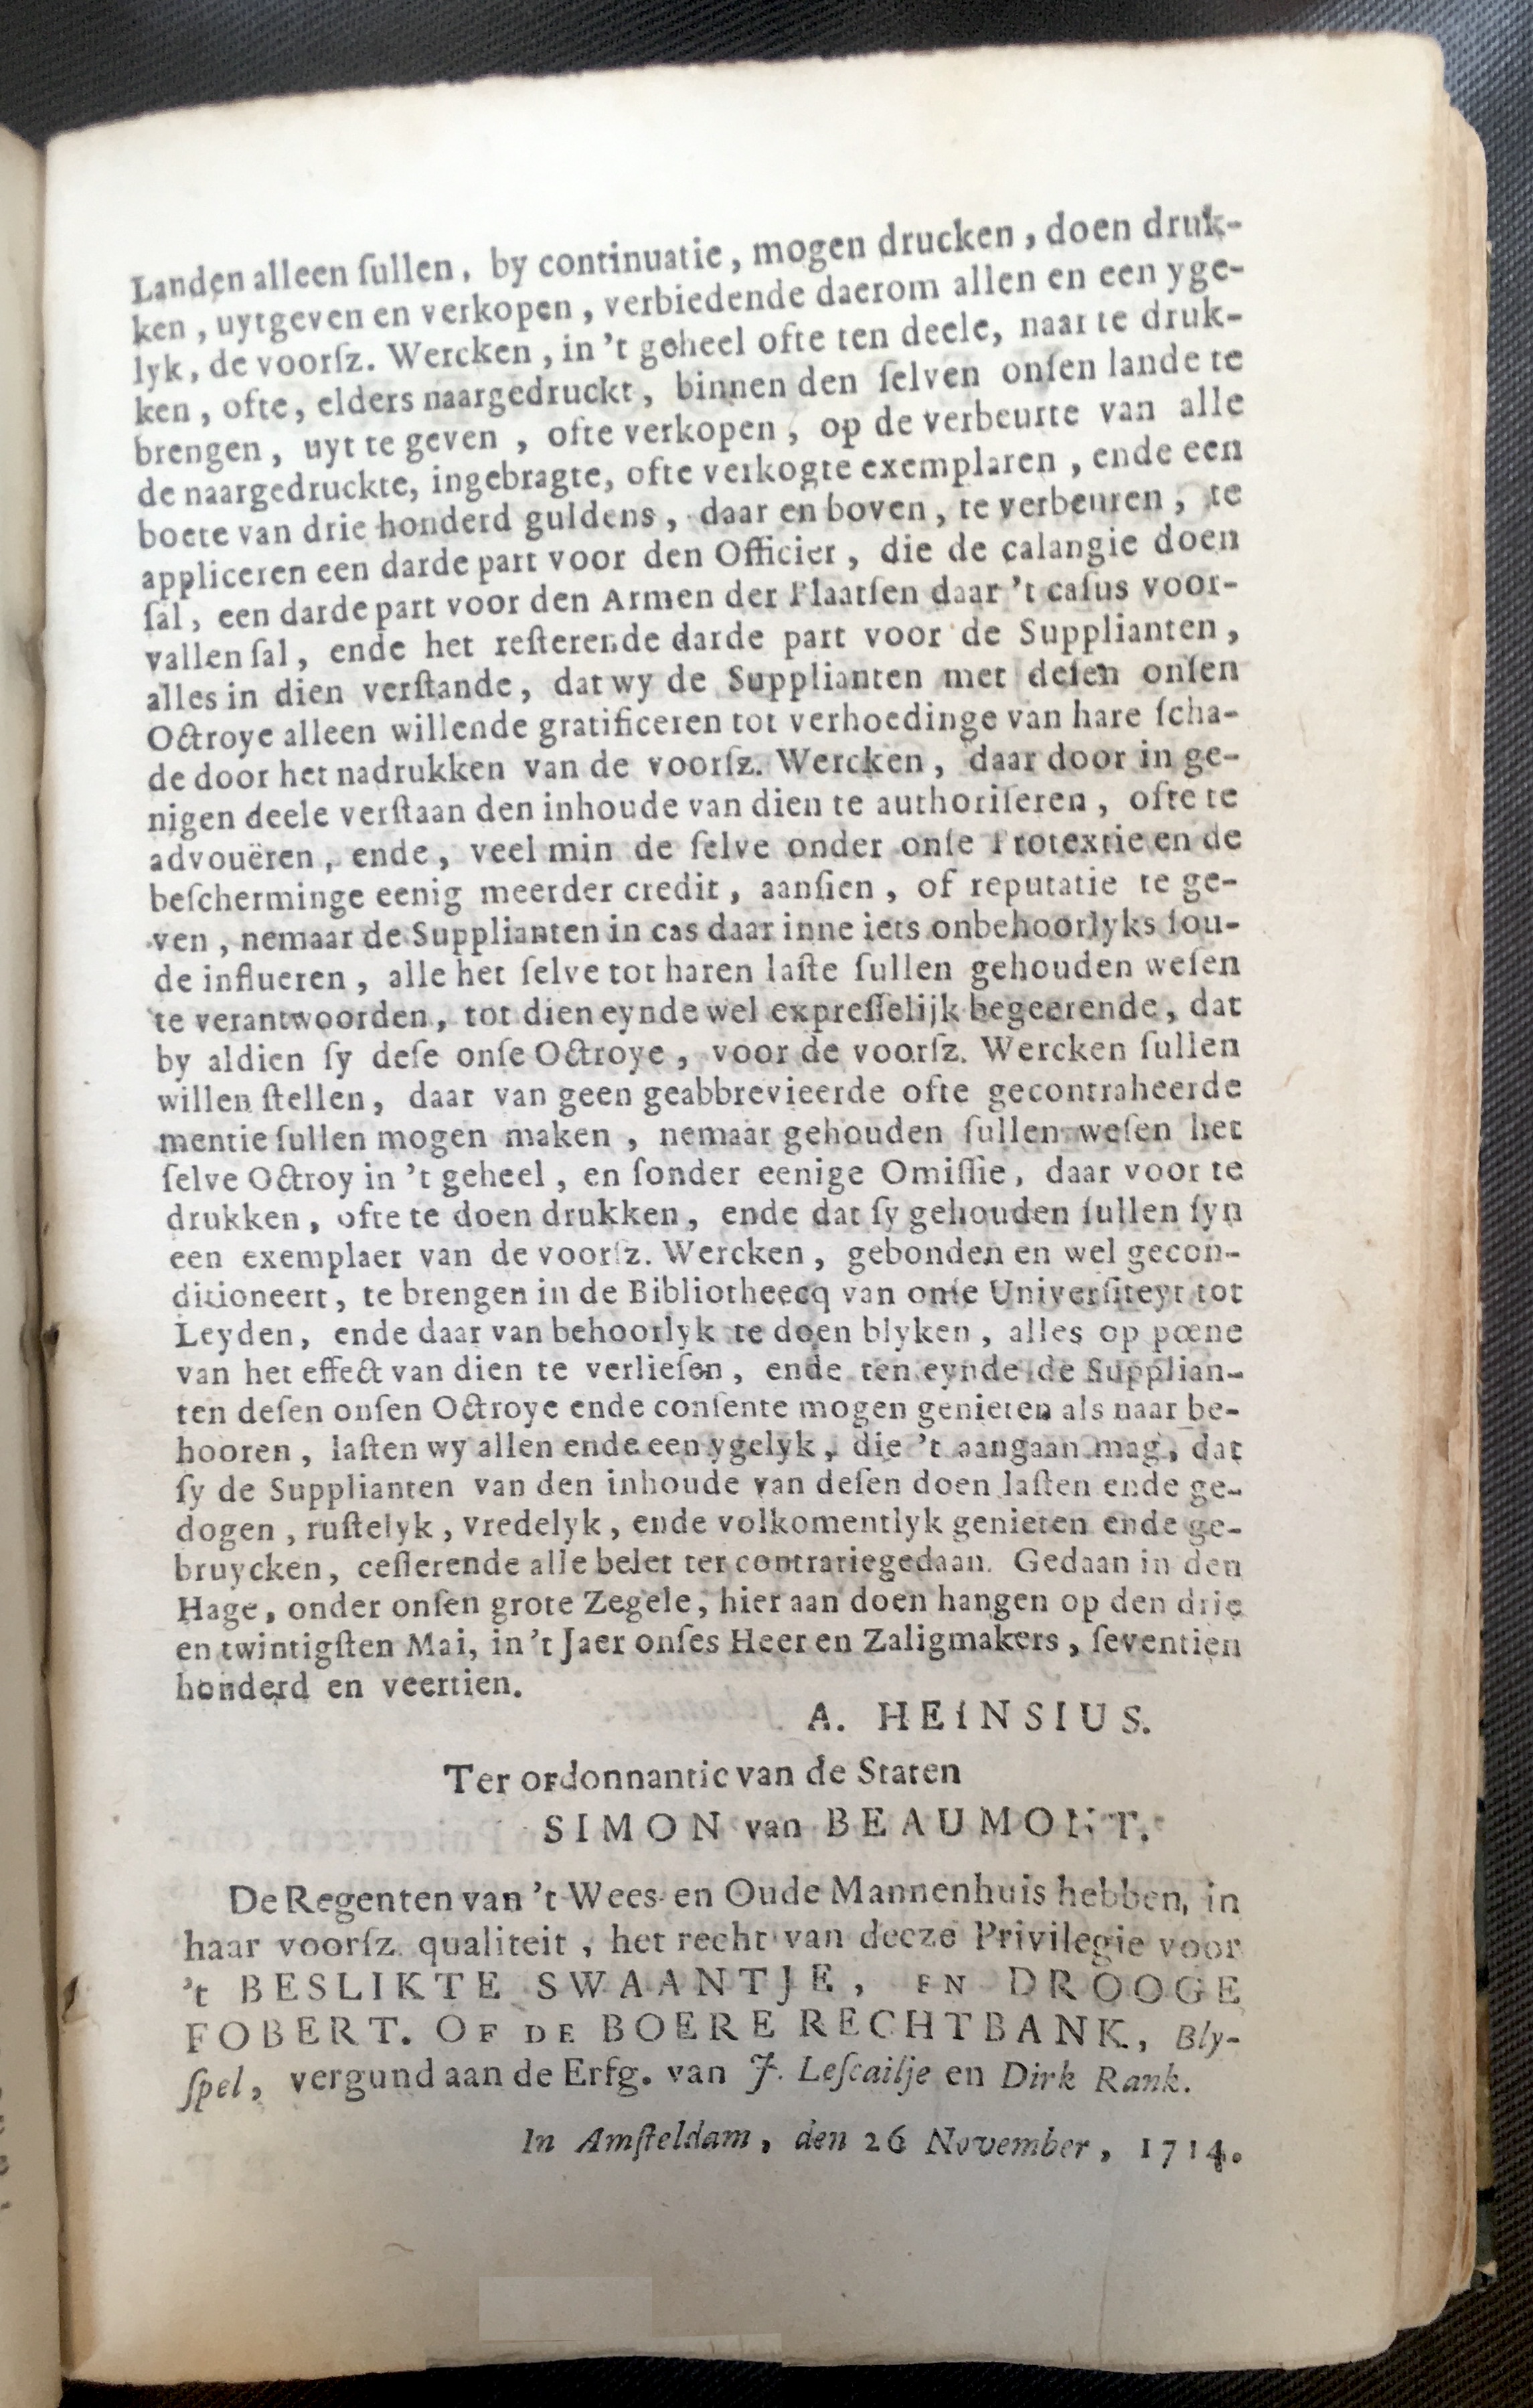 Landen alleen ſullen, by continuatie, mogen drucken, doen druk-
ken, uytgeven en verkopen, verbiedende daerom allen en een yge-
lyk, de voorſz. Wercken, in 't geheel ofte ten deele, naar te druk-
ken, ofte, elders naargedruckt, binnen den ſelven onſen lande te
brengen, uyt te geven, ofte verkopen, op de verbeurte van alle
de naargedruckte, ingebragte, ofte verkogte exemplaren, ende een
boete van drie honderd guldens, daar en boven, te verbeuren, te
appliceren een darde part voor den Officier, die de calangie doen
ſal, een darde part voor den Armen der Plaatſen daar 't caſus voor-
vallen ſal, ende het reſterende darde part voor de Supplianten,
alles in dien verſtande, dat wy de Supplianten met deſen onſen
Octroye alleen willende gratificeren tot verhoedinge van hare ſcha-
de door het nadrukken van de voorſz. Wercken, daar door in ge-
nigen deele verſtaan den inhoude van dien te authoriſeren, ofte te
advouëren, ende, veel min de ſelve onder onſe Protextie en de
beſcherminge eenig meerder credit, aanſien, of reputatie te ge-
ven, nemaar de Supplianten in cas daar inne iets onbehoorlyks ſou-
de influeren, alle het ſelve tot haren laſte ſullen gehouden weſen
te verantwoorden, tot dien eynde wel expreſſelijk begeerende, dat
by aldien ſy deſe onſe Octroye, voor de voorſz. Wercken ſullen
willen ſtellen, daar van geen geabbrevieerde ofte gecontraheerde
mentie ſullen mogen maken, nemaar gehouden ſullen weſen het
ſelve Octroy in 't geheel, en ſonder eenige Omiſſie, daar voor te
drukken, ofte te doen drukken, ende dat ſy gehouden ſullen ſyn
een exemplaer van de voorſz. Wercken, gebonden en wel gecon-
ditioneert, te brengen in de Bibliotheecq van onſe Univerſiteyt tot
Leyden, ende daar van behoorlyk te doen blyken, alles op pœne
van het effect van dien te verlieſen, ende ten eynde de Supplian-
ten deſen onſen Octroye ende conſente mogen genieten als naar be-
hooren, laſten wy allen ende een ygelyk, die 't aangaan mag, dat
ſy de Supplianten van den inhoude van deſen doen laſten ende ge-
dogen, ruſtelyk, vredelyk, ende volkomentlyk genieten ende ge-
bruycken, ceſſerende alle belet ter contrarie gedaan. Gedaan in den
Hage, onder onſen grote Zegele, hier aan doen hangen op den drie
en twintigſten Mai, in 't Jaer onſes Heer en Zaligmakers, ſeventien
honderd en veertien.
A. HEINSIUS.
Ter ordonnantie van de Staten
SIMON van BEAUMONT.
De Regenten van 't Wees- en Oude Mannenhuis hebben, in
haar voorſz. qualiteit, het recht van deeze Privilegie voor
't BESLIKTE SWAANTJE, EN DROOGE
FOBERT. OF DE BOERE RECHTBANK, Bly-
ſpel, vergund aan de Erfg. van J. Leſcailje en Dirk Rank.
In Amſteldam, den 26 November, 1714.